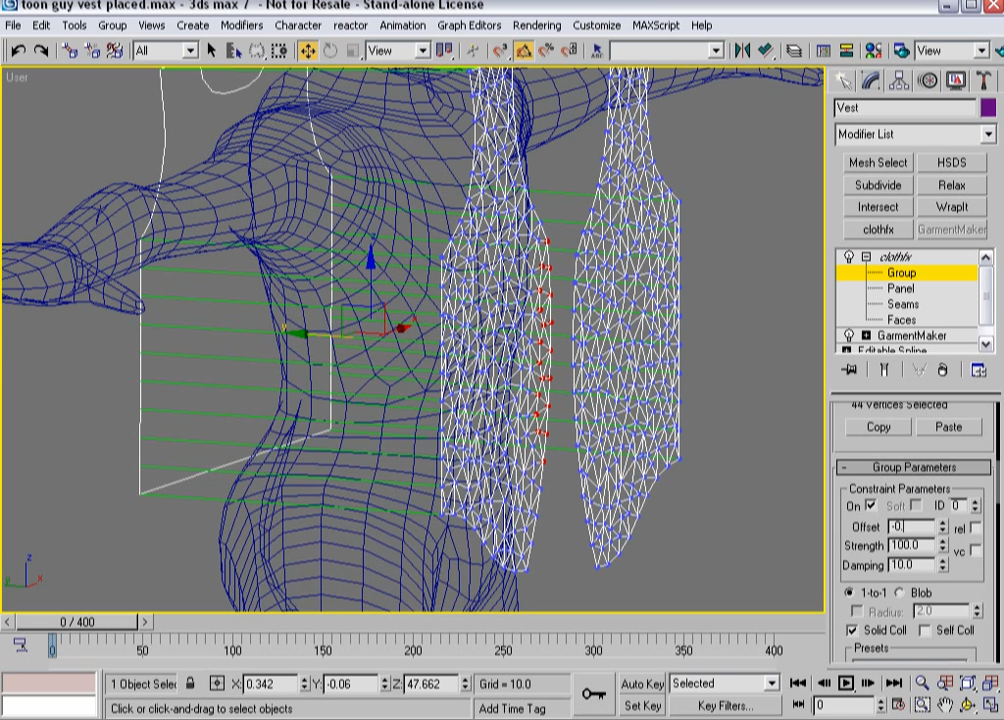 toon guy vest placed.max - 3ds max 7 - Not for Resale - Stand-alone License
File Edit Tools Group Views Create Modifiers Character reactor Animation Graph Editors Rendering Customize MAXScript Help
All View View
User
Vest
Modifier List
Mesh Select HSDS
Subdivide Relax
Intersect WrapIt
clothfx GarmentMaker
clothfx
Group
Panel
Seams
Faces
GarmentMaker
Editable Spline
44 Vertices Selected
Copy Paste
- Group Parameters
Constraint Parameters
On Soft ID 0
Offset -0. rel
Strength 100.0
vc
Damping 10.0
1-to-1 Blob
Radius: 2.0
Solid Coll Self Coll
Presets
z
y x
< 0 / 400 >
0 50 100 150 200 250 300 350 400
1 Object Selec X: 0.342 Y: -0.06 Z: 47.662 Grid = 10.0 Auto Key Selected
Click or click-and-drag to select objects Add Time Tag Set Key Key Filters... 0